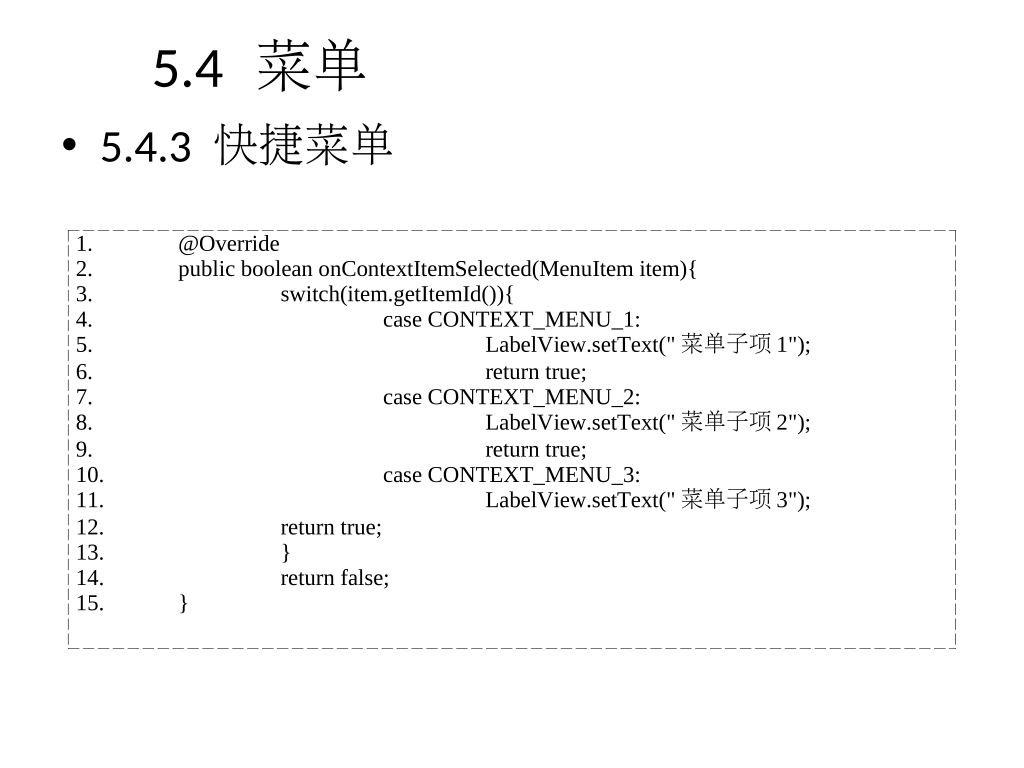 5.4 菜单
• 5.4.3 快捷菜单
1. @Override
2. public boolean onContextItemSelected(MenuItem item){
3. switch(item.getItemId()){
4. case CONTEXT_MENU_1:
5. LabelView.setText(" 菜单子项 1");
6. return true;
7. case CONTEXT_MENU_2:
8. LabelView.setText(" 菜单子项 2");
9. return true;
10. case CONTEXT_MENU_3:
11. LabelView.setText(" 菜单子项 3");
12. return true;
13. }
14. return false;
15. }